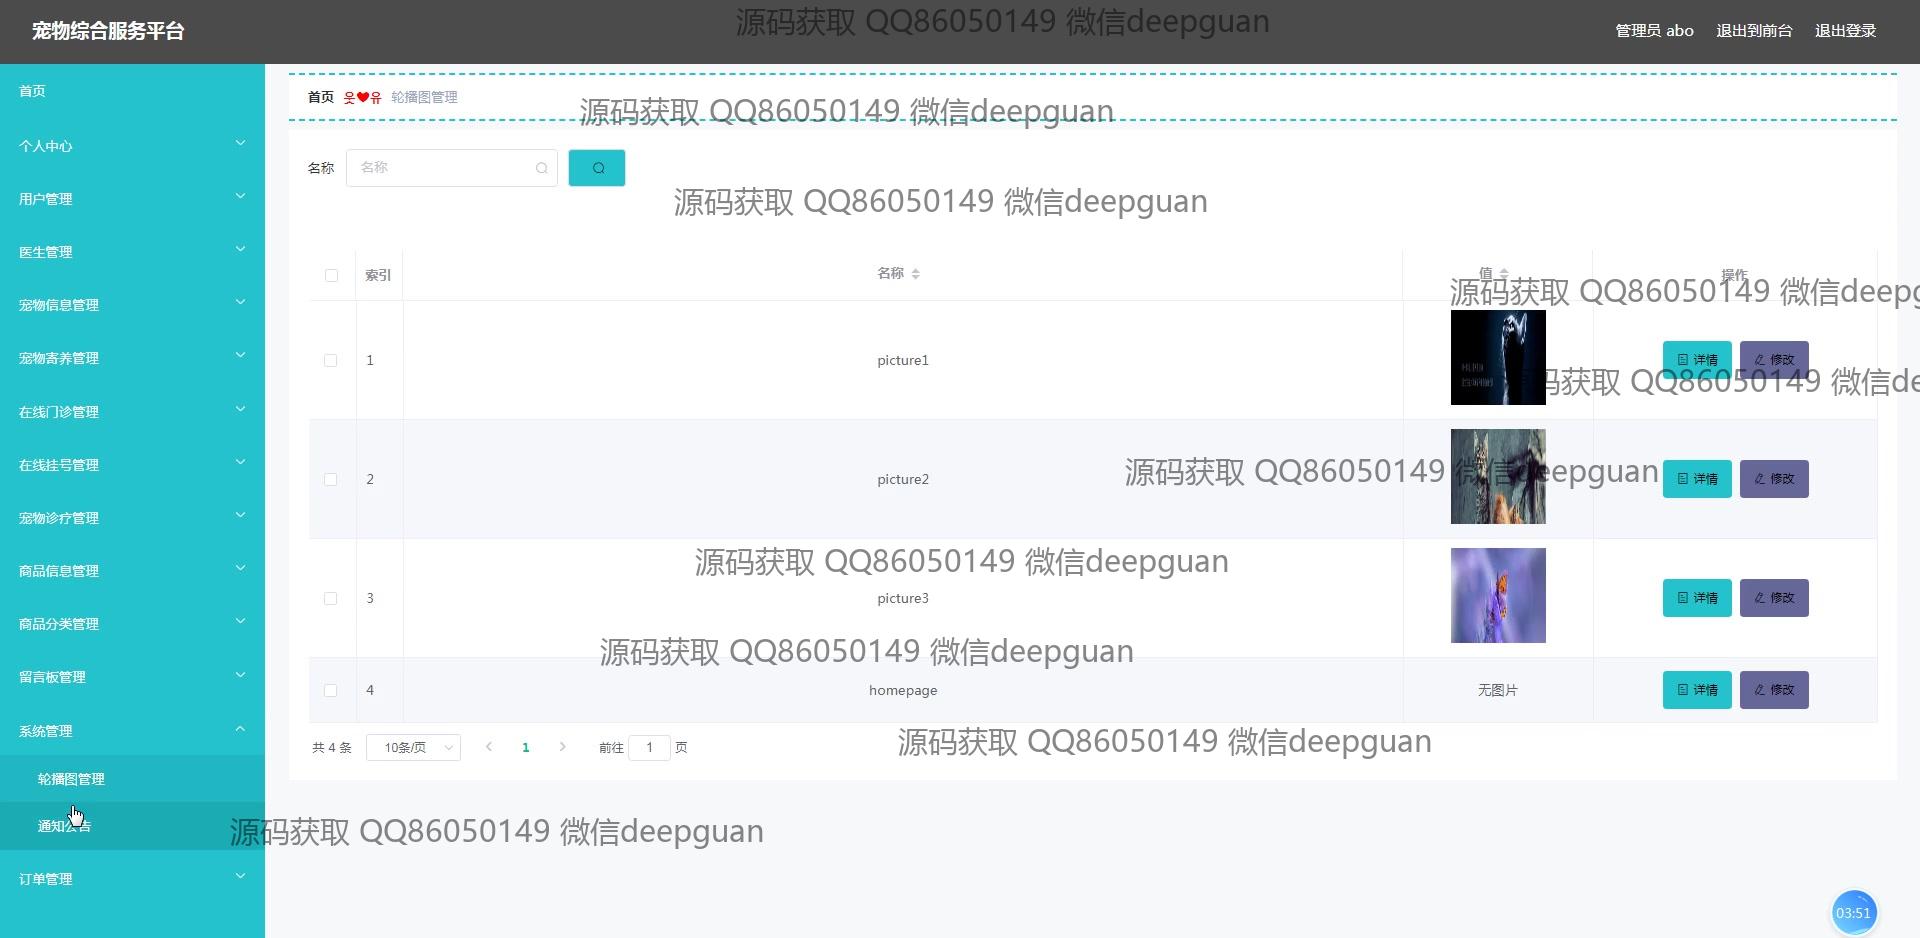 宠物综合服务平台
源码获取 QQ86050149 微信deepguan
管理员 abo 退出到前台 退出登录
首页
个人中心
用户管理
医生管理
宠物信息管理
宠物寄养管理
在线门诊管理
在线挂号管理
宠物诊疗管理
商品信息管理
商品分类管理
留言板管理
系统管理
轮播图管理
通知公告
订单管理
首页 웃❤유 轮播图管理
源码获取 QQ86050149 微信deepguan
名称 名称
源码获取 QQ86050149 微信deepguan
索引 名称 值 操作
源码获取 QQ86050149 微信deepg
1 picture1 详情 修改
码获取 QQ86050149 微信de
源码获取 QQ86050149 微信deepguan
2 picture2 详情 修改
源码获取 QQ86050149 微信deepguan
3 picture3 详情 修改
源码获取 QQ86050149 微信deepguan
4 homepage 无图片 详情 修改
共 4 条 10条/页 1 前往 1 页
源码获取 QQ86050149 微信deepguan
源码获取 QQ86050149 微信deepguan
03:51